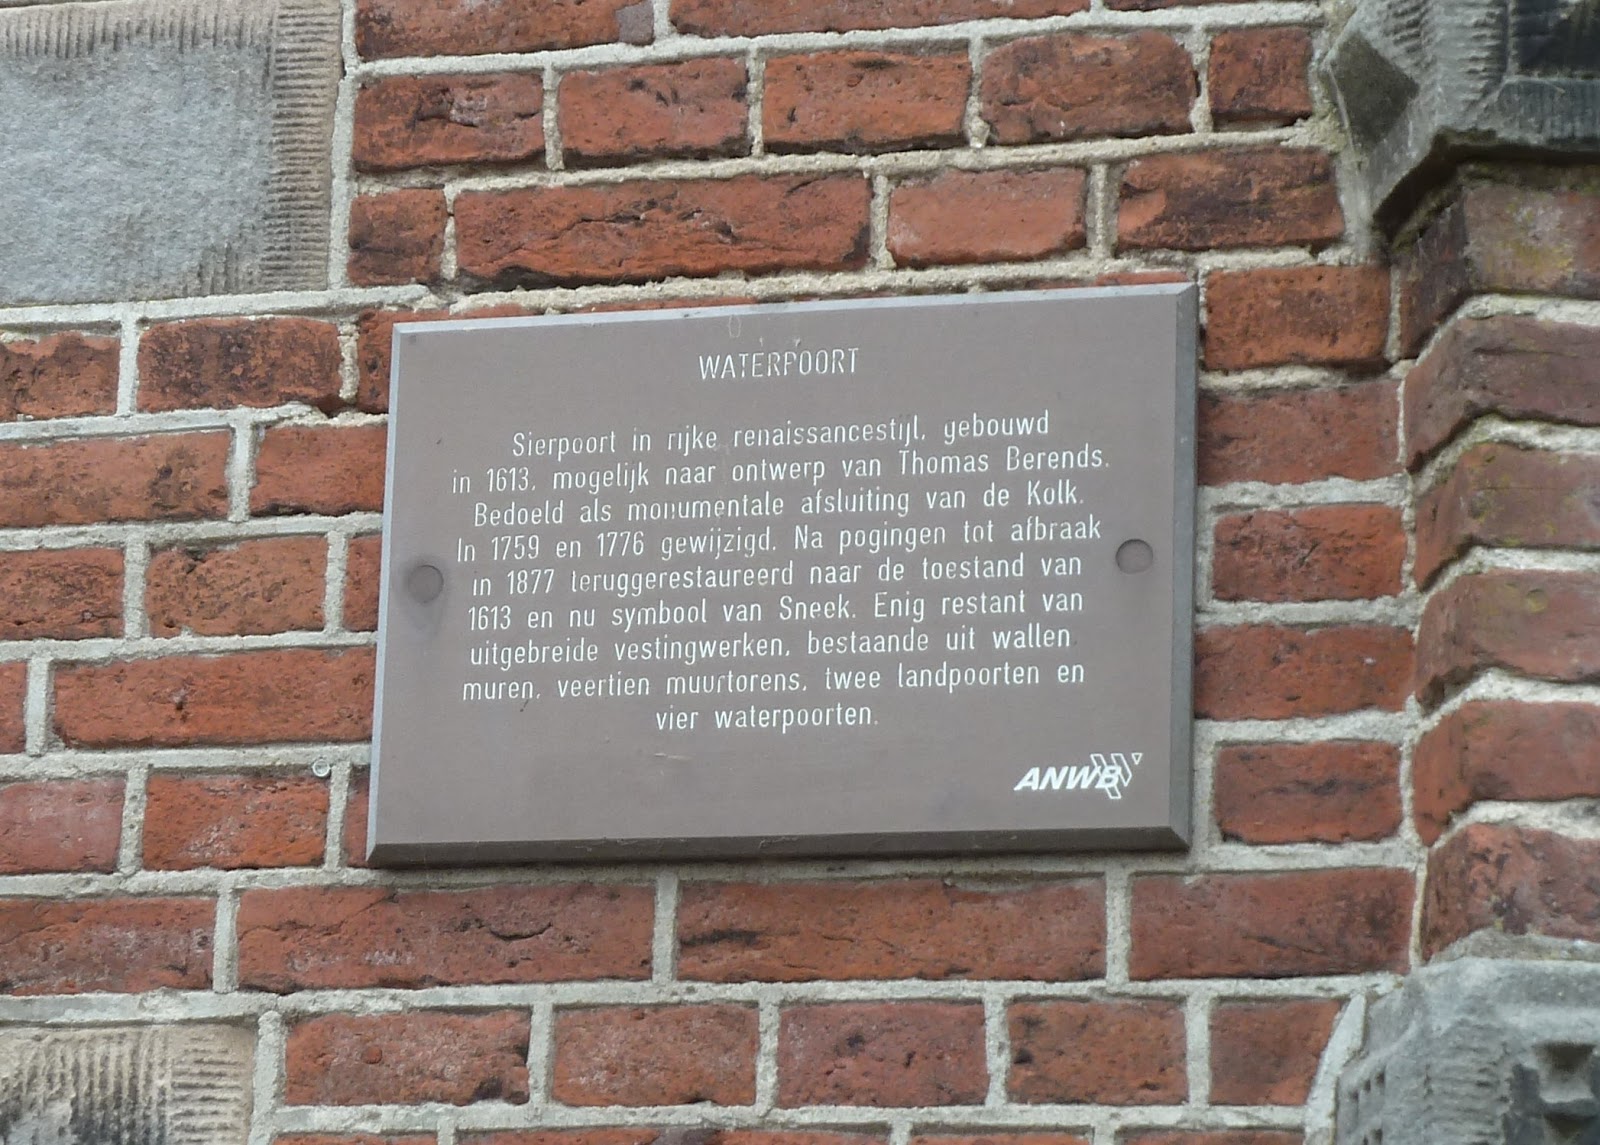 WATERPOORT
Sierpoort in rijke renaissancestijl, gebouwd
in 1613, mogelijk naar ontwerp van Thomas Berends.
Bedoeld als monumentale afsluiting van de Kolk.
In 1759 en 1776 gewijzigd. Na pogingen tot afbraak
in 1877 teruggerestaureerd naar de toestand van
1613 en nu symbool van Sneek. Enig restant van
uitgebreide vestingwerken, bestaande uit wallen
muren, veertien muurtorens, twee landpoorten en
vier waterpoorten.
ANWB